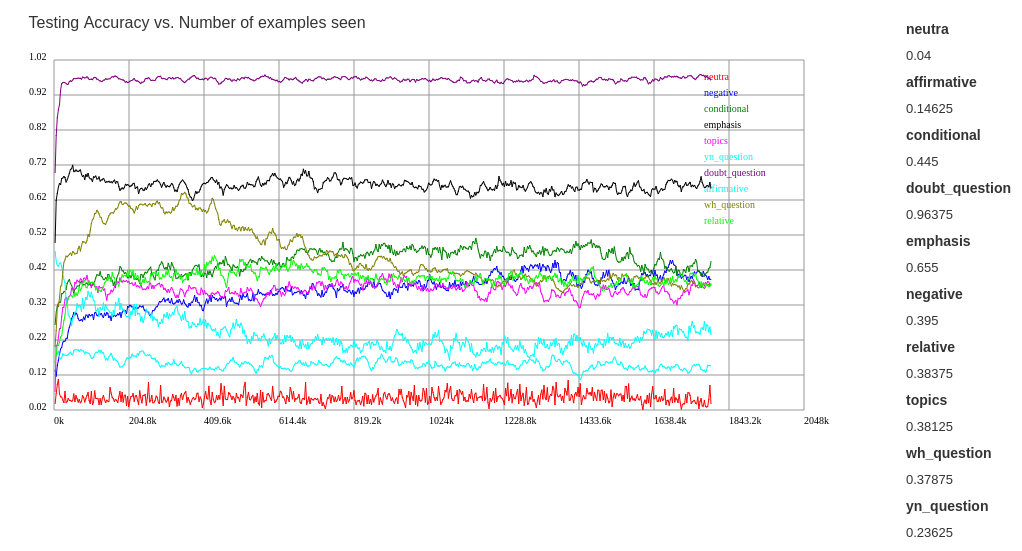 Testing Accuracy vs. Number of examples seen
1.02
0.92
0.82
0.72
0.62
0.52
0.42
0.32
0.22
0.12
0.02
0k
204.8k
409.6k
614.4k
819.2k
1024k
1228.8k
1433.6k
1638.4k
1843.2k
2048k
neutra
negative
conditional
emphasis
topics
yn_question
doubt_question
affirmative
wh_question
relative
neutra
0.04
affirmative
0.14625
conditional
0.445
doubt_question
0.96375
emphasis
0.655
negative
0.395
relative
0.38375
topics
0.38125
wh_question
0.37875
yn_question
0.23625